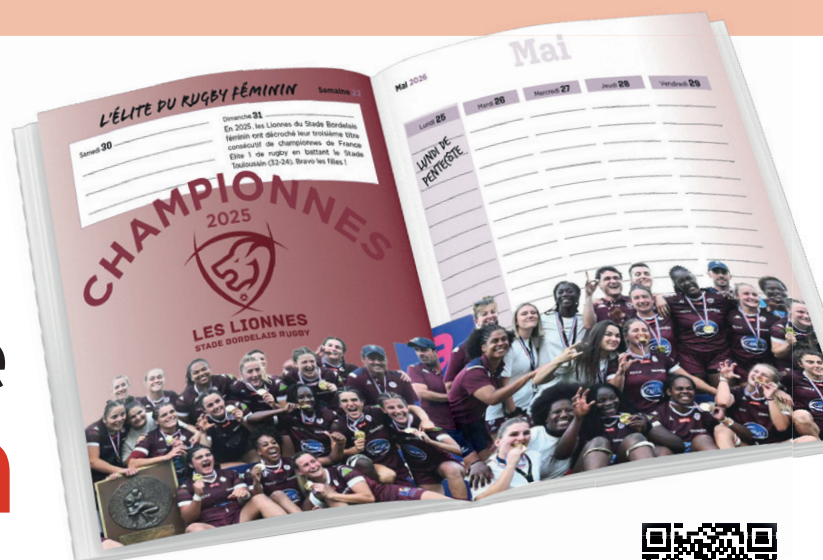 L'ÉLITE DU RUGBY FÉMININ
Semaine 22
Samedi 30
Dimanche 31
En 2025, les Lionnes du Stade Bordelais
féminin ont décroché leur troisième titre
consécutif de championnes de France
Elite 1 de rugby en battant le Stade
Toulousain (32-24). Bravo les filles !
CHAMPIONNES
2025
LES LIONNES
STADE BORDELAIS RUGBY
Mai 2026
Mai
Lundi 25
Mardi 26
Mercredi 27
Jeudi 28
Vendredi 29
LUNDI DE
PENTECÔTE
e